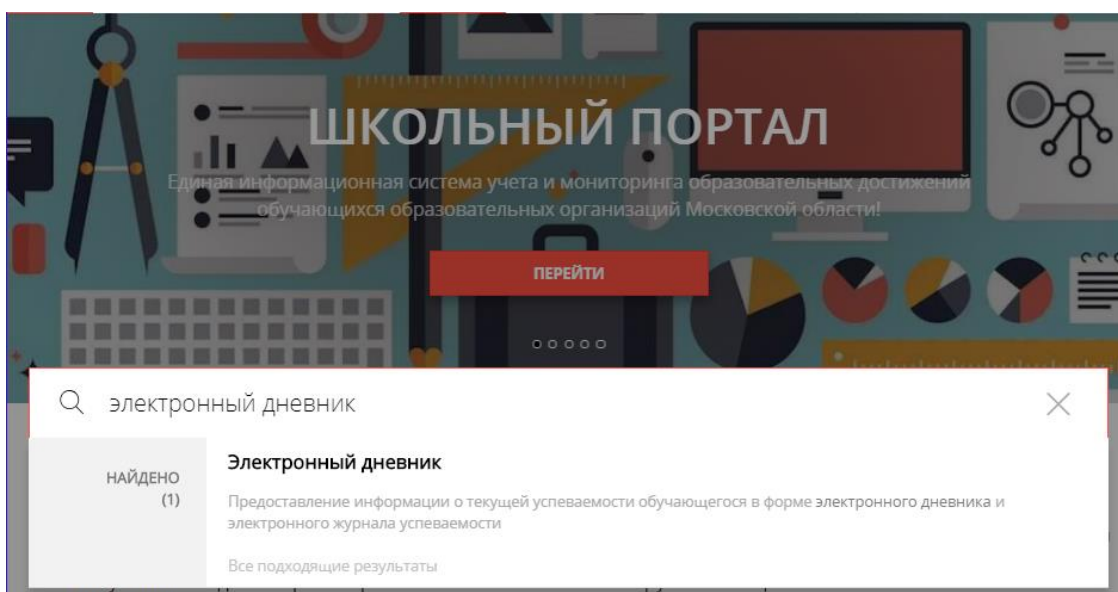 ШКОЛЬНЫЙ ПОРТАЛ
Единая информационная система учета и мониторинга образовательных достижений
обучающихся образовательных организаций Московской области!
ПЕРЕЙТИ
электронный дневник
НАЙДЕНО
(1)
Электронный дневник
Предоставление информации о текущей успеваемости обучающегося в форме электронного дневника и
электронного журнала успеваемости
Все подходящие результаты